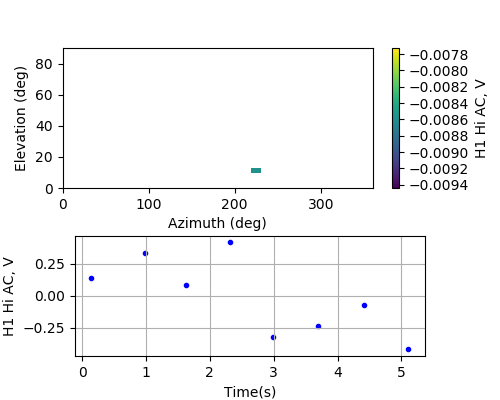 80
60
40
20
0
Elevation (deg)
0 100 200 300
Azimuth (deg)
−0.0078
−0.0080
−0.0082
−0.0084
−0.0086
−0.0088
−0.0090
−0.0092
−0.0094
H1 Hi AC, V
0.25
0.00
−0.25
H1 Hi AC, V
0 1 2 3 4 5
Time(s)